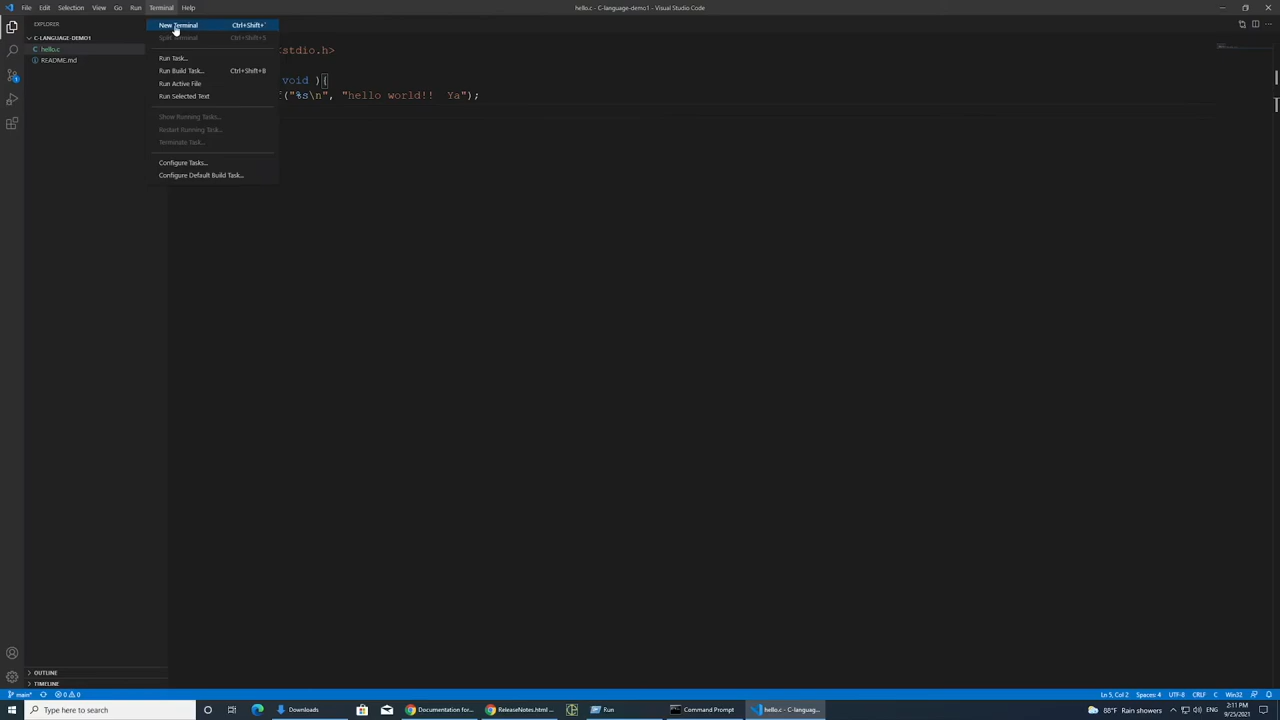 File Edit Selection View Go Run Terminal Help
hello.c - C-language-demo1 - Visual Studio Code
EXPLORER
C-LANGUAGE-DEMO1
hello.c
README.md
New Terminal Ctrl+Shift+`
Split Terminal Ctrl+Shift+5
Run Task...
Run Build Task... Ctrl+Shift+B
Run Active File
Run Selected Text
Show Running Tasks...
Restart Running Task...
Terminate Task...
Configure Tasks...
Configure Default Build Task...
stdio.h>
void ){
("%s\n", "hello world!!  Ya");
OUTLINE
TIMELINE
main*
0 0
Ln 5, Col 2 Spaces: 4 UTF-8 CRLF C Win32
Type here to search
Downloads
Documentation for...
ReleaseNotes.html ...
Run
Command Prompt
hello.c - C-languag...
88°F Rain showers
ENG
2:11 PM
9/25/2021